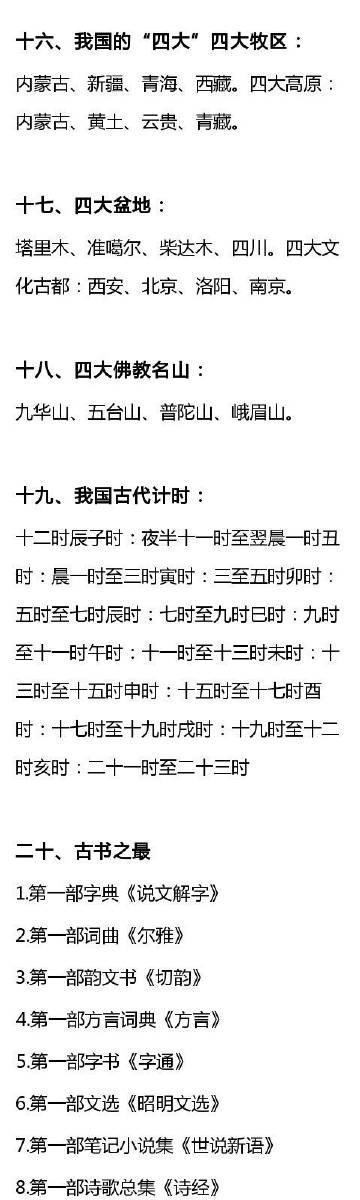 十六、我国的“四大”四大牧区：
内蒙古、新疆、青海、西藏。四大高原：
内蒙古、黄土、云贵、青藏。
十七、四大盆地：
塔里木、准噶尔、柴达木、四川。四大文
化古都：西安、北京、洛阳、南京。
十八、四大佛教名山：
九华山、五台山、普陀山、峨眉山。
十九、我国古代计时：
十二时辰子时：夜半十一时至翌晨一时丑
时：晨一时至三时寅时：三至五时卯时：
五时至七时辰时：七时至九时巳时：九时
至十一时午时：十一时至十三时未时：十
三时至十五时申时：十五时至十七时酉
时：十七时至十九时戌时：十九时至十二
时亥时：二十一时至二十三时
二十、古书之最
1.第一部字典《说文解字》
2.第一部词曲《尔雅》
3.第一部韵文书《切韵》
4.第一部方言词典《方言》
5.第一部字书《字通》
6.第一部文选《昭明文选》
7.第一部笔记小说集《世说新语》
8.第一部诗歌总集《诗经》